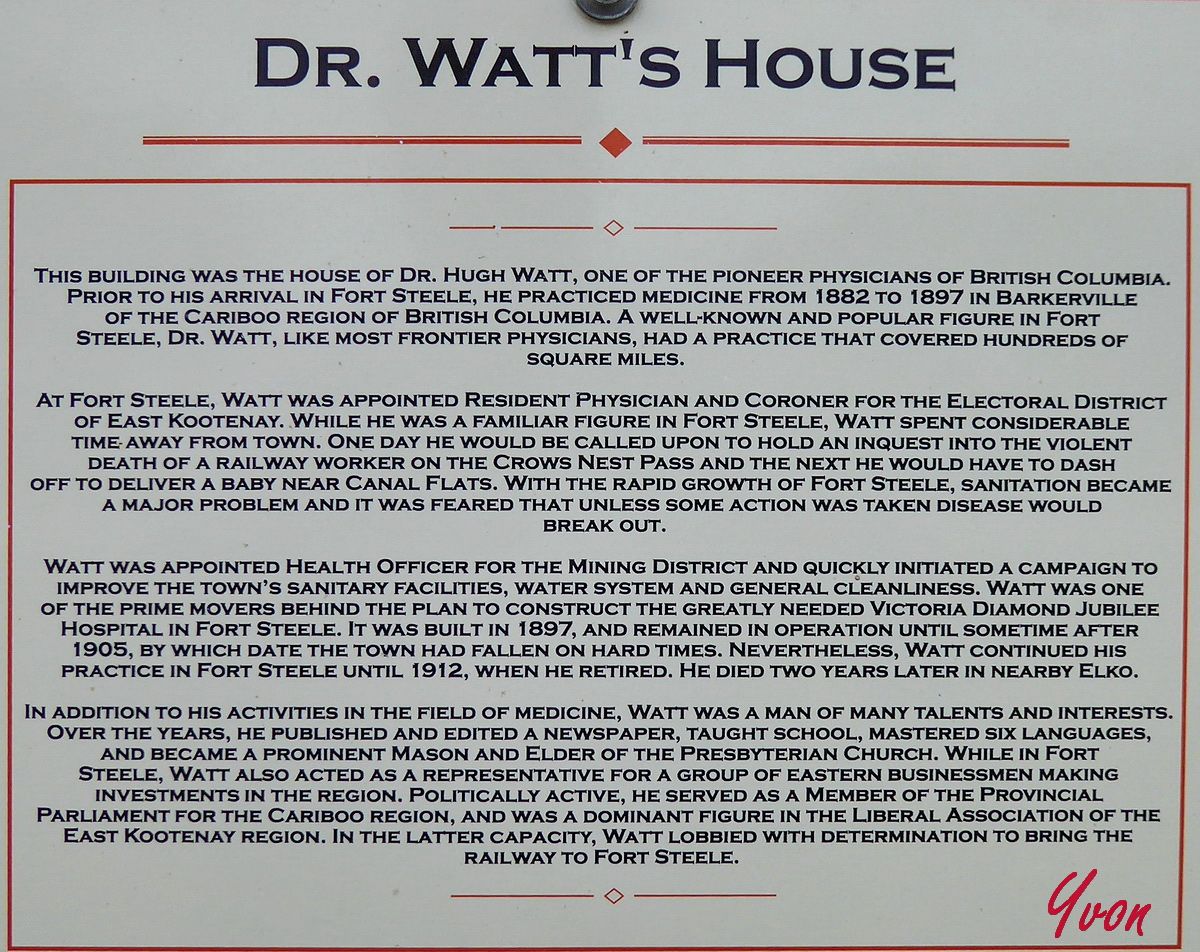 DR. WATT'S HOUSE
THIS BUILDING WAS THE HOUSE OF DR. HUGH WATT, ONE OF THE PIONEER PHYSICIANS OF BRITISH COLUMBIA.
PRIOR TO HIS ARRIVAL IN FORT STEELE, HE PRACTICED MEDICINE FROM 1882 TO 1897 IN BARKERVILLE
OF THE CARIBOO REGION OF BRITISH COLUMBIA. A WELL-KNOWN AND POPULAR FIGURE IN FORT
STEELE, DR. WATT, LIKE MOST FRONTIER PHYSICIANS, HAD A PRACTICE THAT COVERED HUNDREDS OF
SQUARE MILES.
AT FORT STEELE, WATT WAS APPOINTED RESIDENT PHYSICIAN AND CORONER FOR THE ELECTORAL DISTRICT
OF EAST KOOTENAY. WHILE HE WAS A FAMILIAR FIGURE IN FORT STEELE, WATT SPENT CONSIDERABLE
TIME AWAY FROM TOWN. ONE DAY HE WOULD BE CALLED UPON TO HOLD AN INQUEST INTO THE VIOLENT
DEATH OF A RAILWAY WORKER ON THE CROWS NEST PASS AND THE NEXT HE WOULD HAVE TO DASH
OFF TO DELIVER A BABY NEAR CANAL FLATS. WITH THE RAPID GROWTH OF FORT STEELE, SANITATION BECAME
A MAJOR PROBLEM AND IT WAS FEARED THAT UNLESS SOME ACTION WAS TAKEN DISEASE WOULD
BREAK OUT.
WATT WAS APPOINTED HEALTH OFFICER FOR THE MINING DISTRICT AND QUICKLY INITIATED A CAMPAIGN TO
IMPROVE THE TOWN'S SANITARY FACILITIES, WATER SYSTEM AND GENERAL CLEANLINESS. WATT WAS ONE
OF THE PRIME MOVERS BEHIND THE PLAN TO CONSTRUCT THE GREATLY NEEDED VICTORIA DIAMOND JUBILEE
HOSPITAL IN FORT STEELE. IT WAS BUILT IN 1897, AND REMAINED IN OPERATION UNTIL SOMETIME AFTER
1905, BY WHICH DATE THE TOWN HAD FALLEN ON HARD TIMES. NEVERTHELESS, WATT CONTINUED HIS
PRACTICE IN FORT STEELE UNTIL 1912, WHEN HE RETIRED. HE DIED TWO YEARS LATER IN NEARBY ELKO.
IN ADDITION TO HIS ACTIVITIES IN THE FIELD OF MEDICINE, WATT WAS A MAN OF MANY TALENTS AND INTERESTS.
OVER THE YEARS, HE PUBLISHED AND EDITED A NEWSPAPER, TAUGHT SCHOOL, MASTERED SIX LANGUAGES,
AND BECAME A PROMINENT MASON AND ELDER OF THE PRESBYTERIAN CHURCH. WHILE IN FORT
STEELE, WATT ALSO ACTED AS A REPRESENTATIVE FOR A GROUP OF EASTERN BUSINESSMEN MAKING
INVESTMENTS IN THE REGION. POLITICALLY ACTIVE, HE SERVED AS A MEMBER OF THE PROVINCIAL
PARLIAMENT FOR THE CARIBOO REGION, AND WAS A DOMINANT FIGURE IN THE LIBERAL ASSOCIATION OF THE
EAST KOOTENAY REGION. IN THE LATTER CAPACITY, WATT LOBBIED WITH DETERMINATION TO BRING THE
RAILWAY TO FORT STEELE.
Yvon